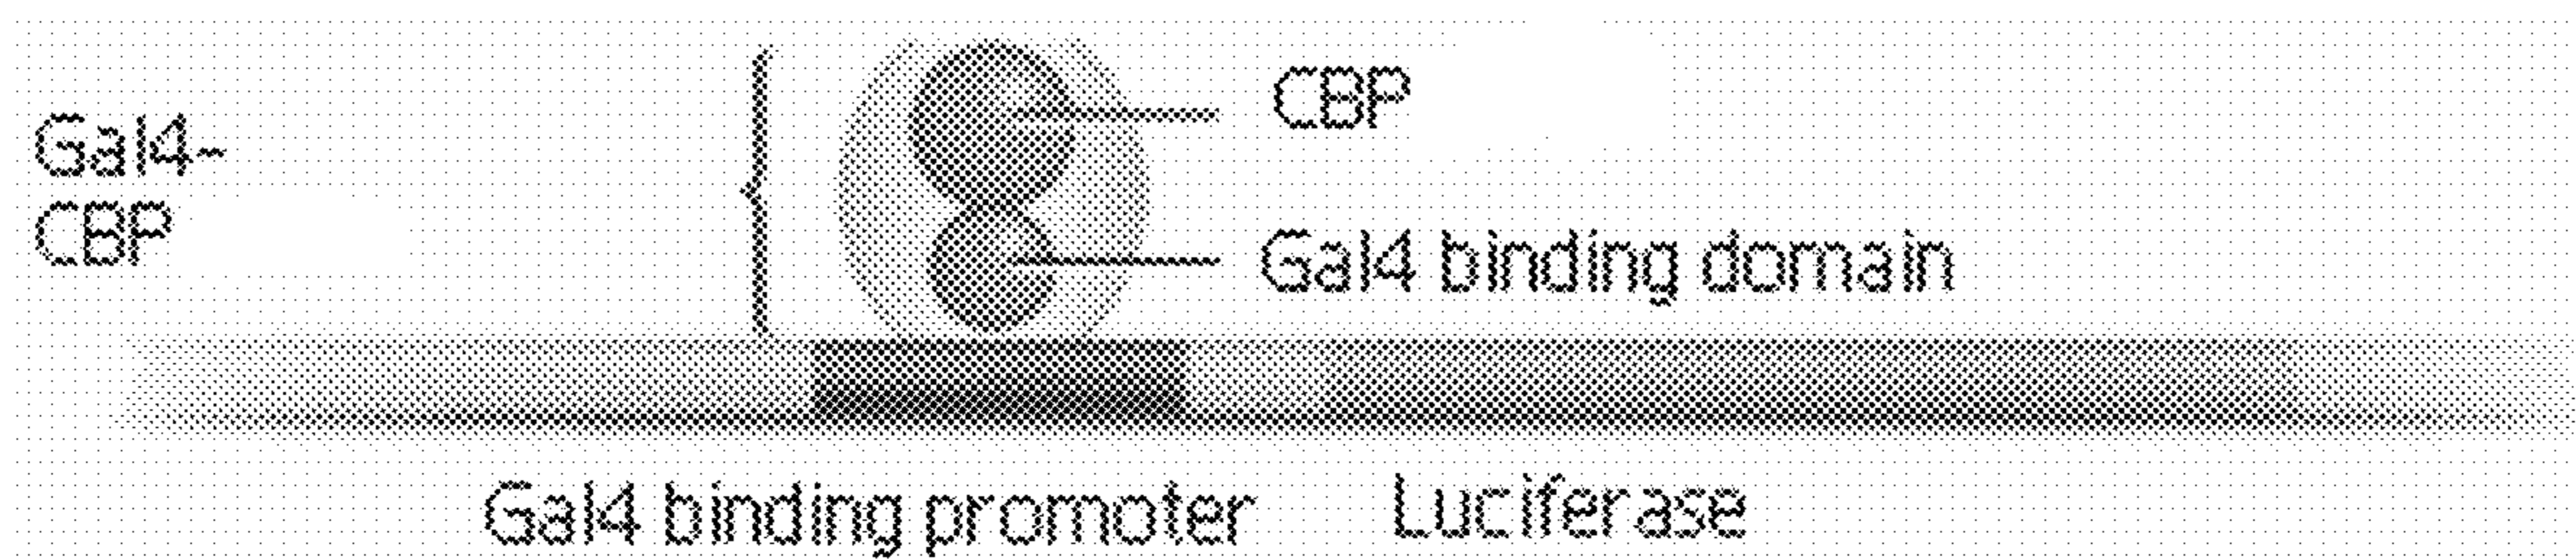 Gal4-
CBP
CBP
Gal4 binding domain
Gal4 binding promoter
Luciferase